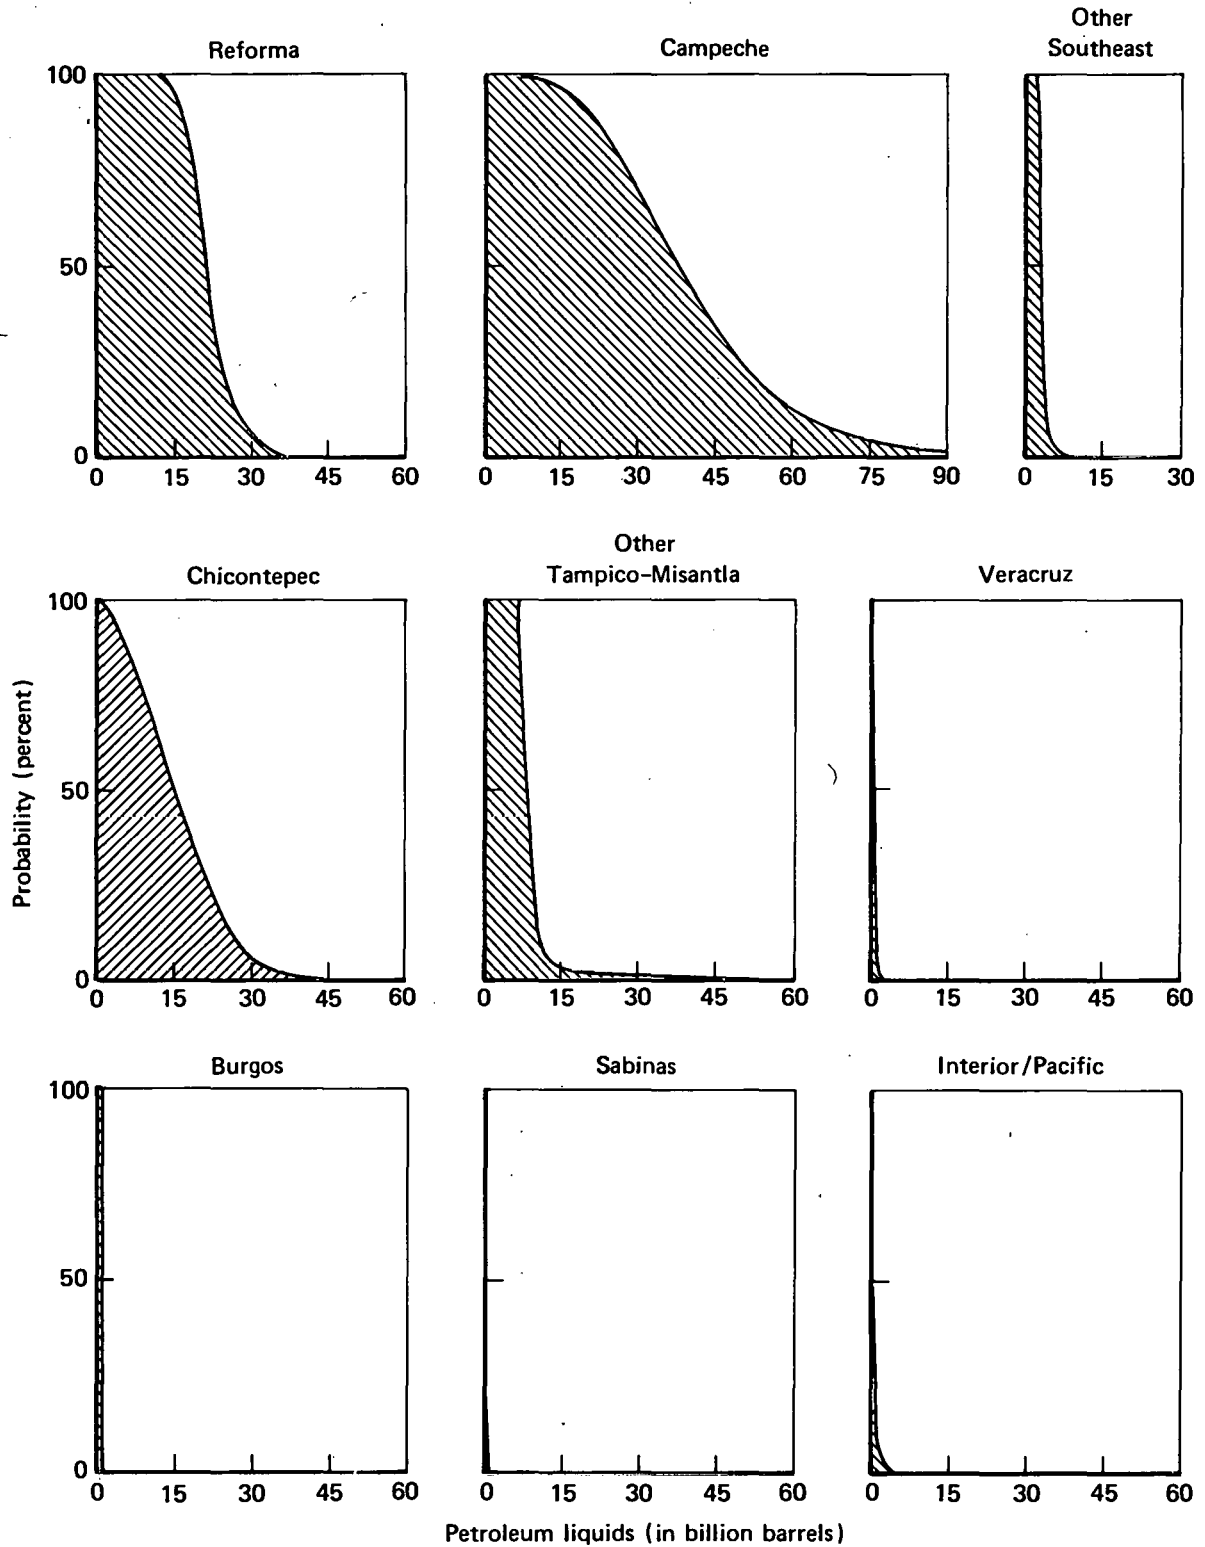 Reforma
Campeche
Other
Southeast
100
50
0
0 15 30 45 60
0 15 30 45 60 75 90
0 15 30
Chicontepec
Other
Tampico-Misantla
Veracruz
100
50
0
0 15 30 45 60
0 15 30 45 60
0 15 30 45 60
Probability (percent)
Burgos
Sabinas
Interior/Pacific
100
50
0
0 15 30 45 60
0 15 30 45 60
0 15 30 45 60
Petroleum liquids (in billion barrels)